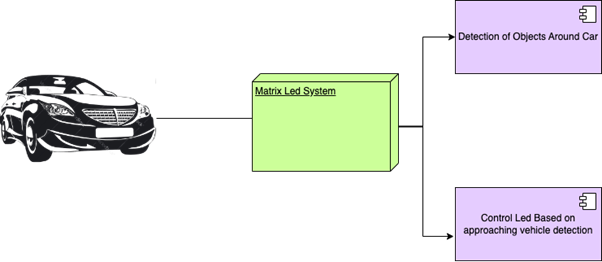 Detection of Objects Around Car
Matrix Led System
Control Led Based on
approaching vehicle detection